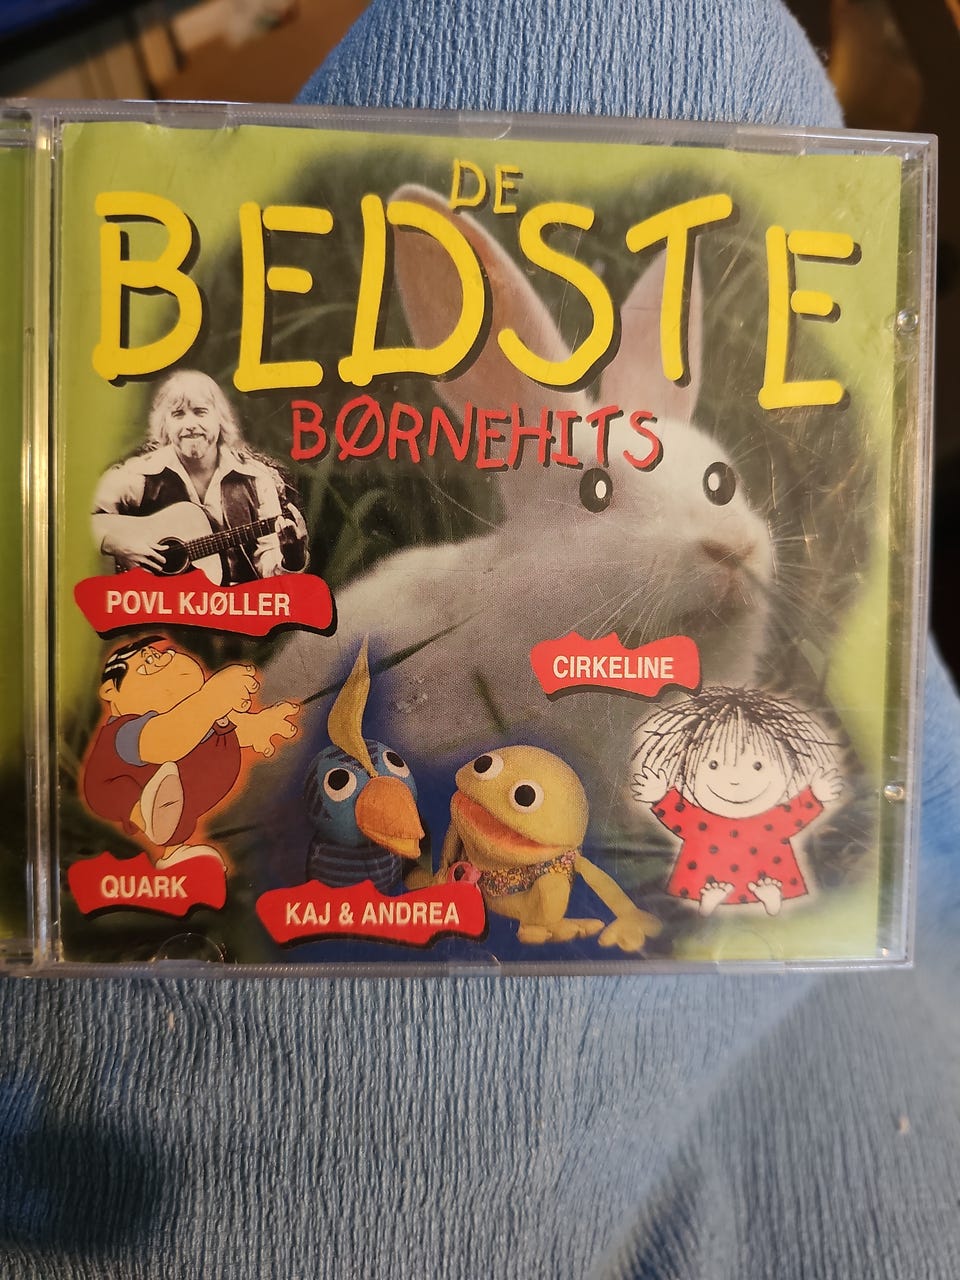 DE
BEDSTE
BØRNEHITS
POVL KJØLLER
CIRKELINE
QUARK
KAJ & ANDREA